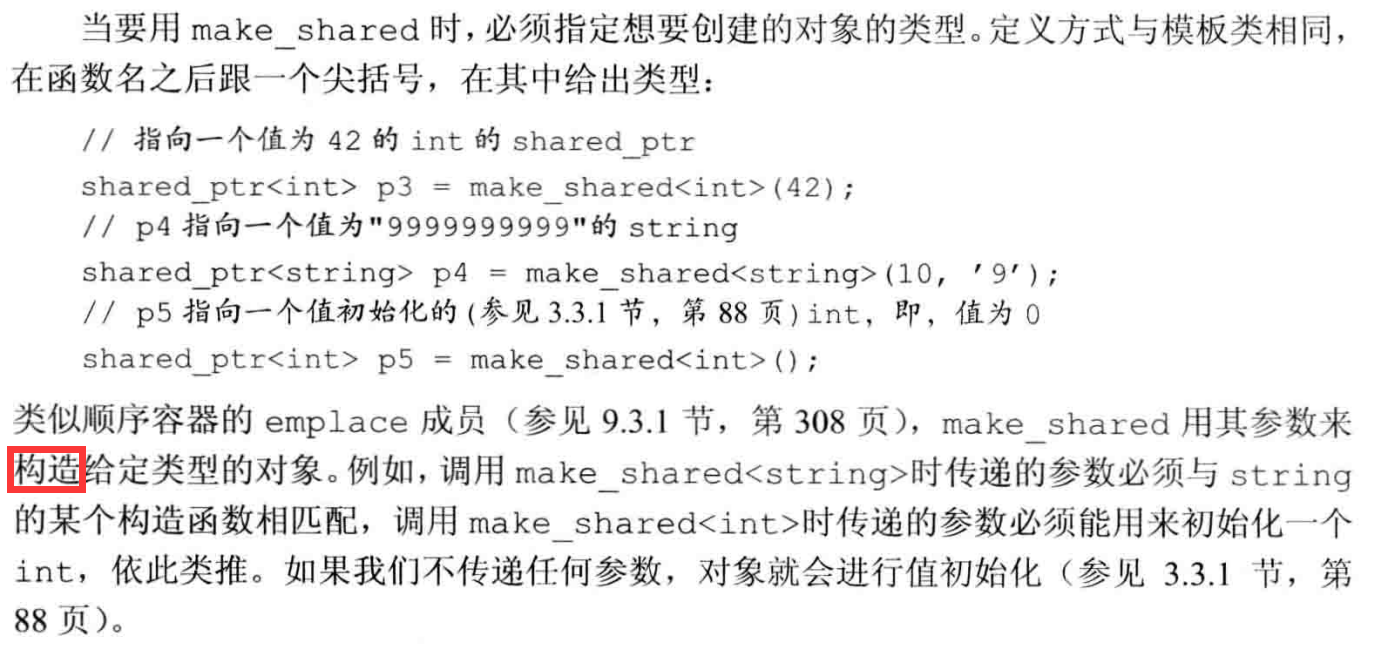 当要用 make_shared 时,必须指定想要创建的对象的类型。定义方式与模板类相同,
在函数名之后跟一个尖括号，在其中给出类型：
// 指向一个值为 42 的 int 的 shared_ptr
shared_ptr<int> p3 = make_shared<int>(42);
// p4 指向一个值为"9999999999"的 string
shared_ptr<string> p4 = make_shared<string>(10, '9');
// p5 指向一个值初始化的(参见 3.3.1 节，第 88 页)int，即，值为 0
shared_ptr<int> p5 = make_shared<int>();
类似顺序容器的 emplace 成员（参见 9.3.1 节，第 308 页），make_shared 用其参数来
构造给定类型的对象。例如,调用 make_shared<string>时传递的参数必须与 string
的某个构造函数相匹配，调用 make_shared<int>时传递的参数必须能用来初始化一个
int，依此类推。如果我们不传递任何参数，对象就会进行值初始化（参见 3.3.1 节，第
88 页）。